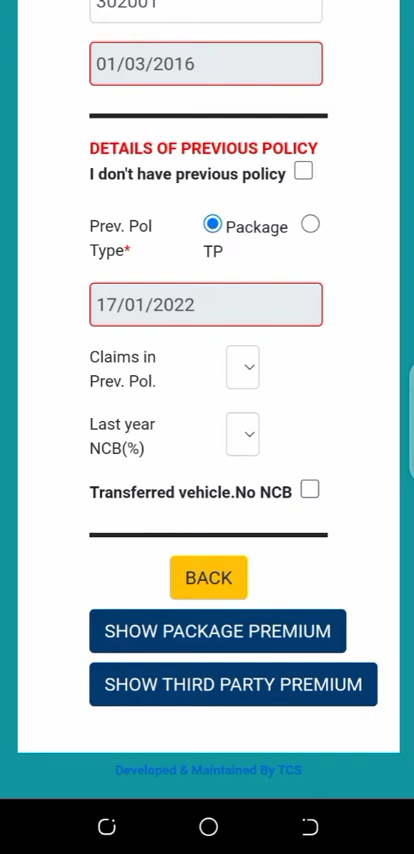 302001
01/03/2016
DETAILS OF PREVIOUS POLICY
I don't have previous policy
Prev. Pol
Type*
Package
TP
17/01/2022
Claims in
Prev. Pol.
Last year
NCB(%)
Transferred vehicle.No NCB
BACK
SHOW PACKAGE PREMIUM
SHOW THIRD PARTY PREMIUM
Developed & Maintained By TCS